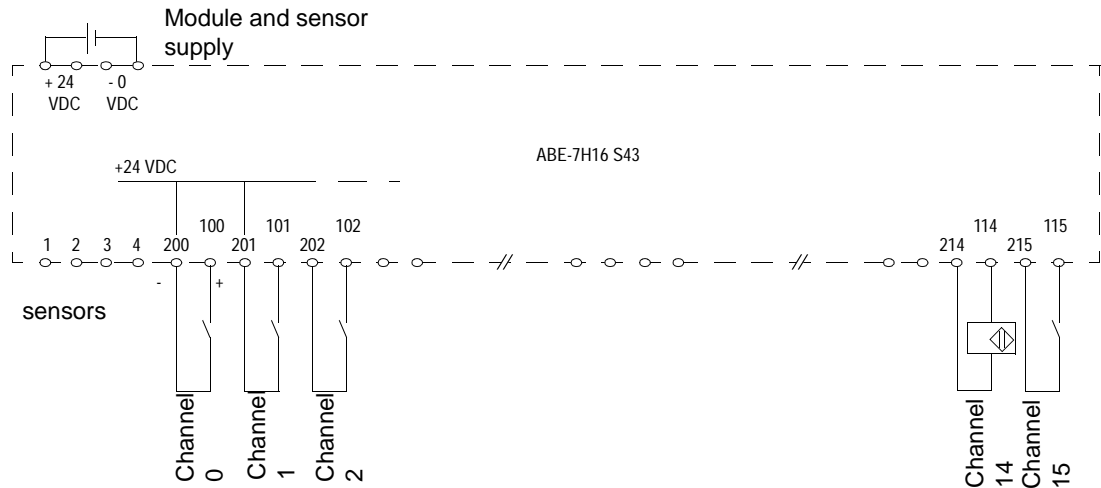 Module and sensor
supply
+ 24 - 0
VDC VDC
ABE-7H16 S43
+24 VDC
100 101 102 114 115
1 2 3 4 200 201 202 214 215
- +
sensors
Channel
0
Channel
1
Channel
2
Channel
14
Channel
15